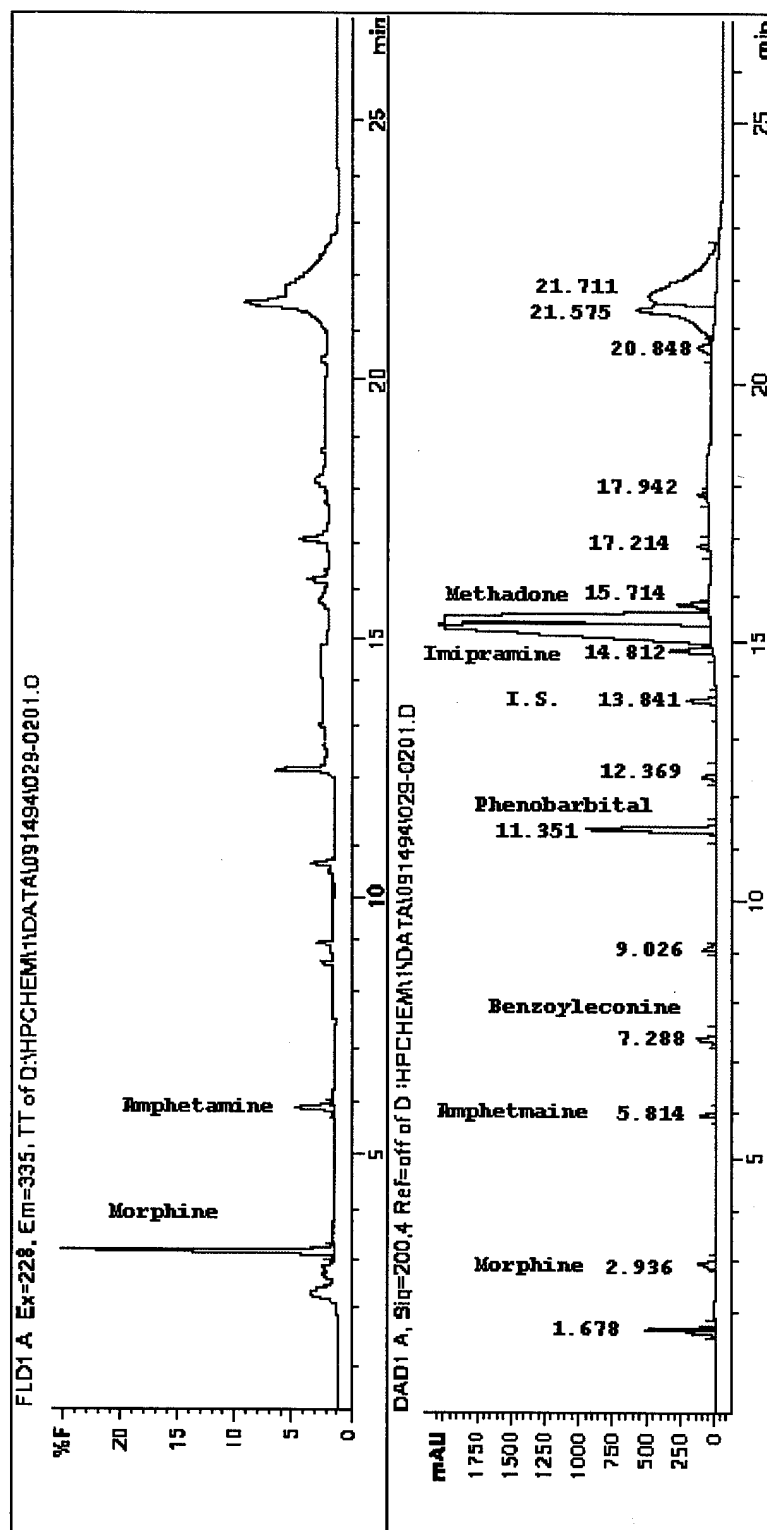 FLD1 A Ex=228, Em=335, TT of D:\HPCHEM\1\DATA\091494\029-0201.D
%F
20
15
10
5
0
Morphine
Amphetamine
5
10
15
20
25
min
DAD1 A, Sig=200,4 Ref=off of D:\HPCHEM\1\DATA\091494\029-0201.D
mAU
1750
1500
1250
1000
750
500
250
0
1.678
Morphine 2.936
Amphetmaine 5.814
Benzoyleconine
7.288
9.026
Phenobarbital
11.351
12.369
I.S. 13.841
Imipramine 14.812
Methadone 15.714
17.214
17.942
20.848
21.575
21.711
5
10
15
20
25
min